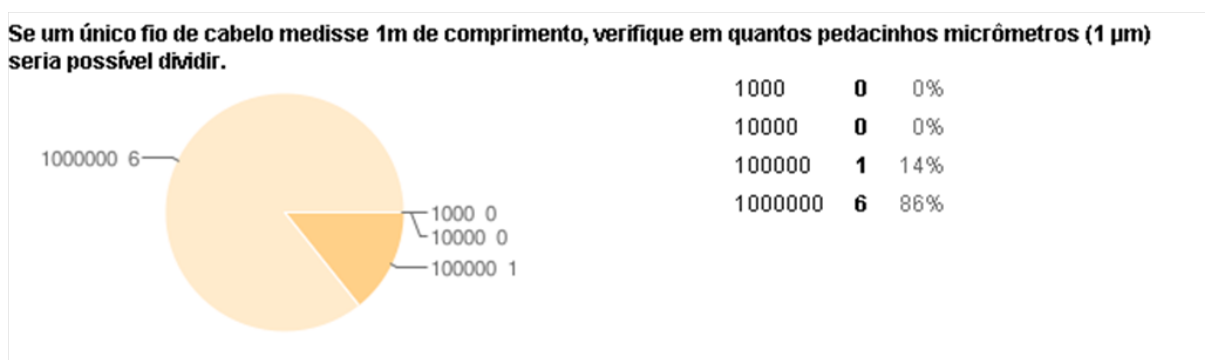 Se um único fio de cabelo medisse 1m de comprimento, verifique em quantos pedacinhos micrômetros (1 µm)
seria possível dividir.
1000 0 0%
10000 0 0%
100000 1 14%
1000000 6 86%
1000000 6
1000 0
10000 0
100000 1